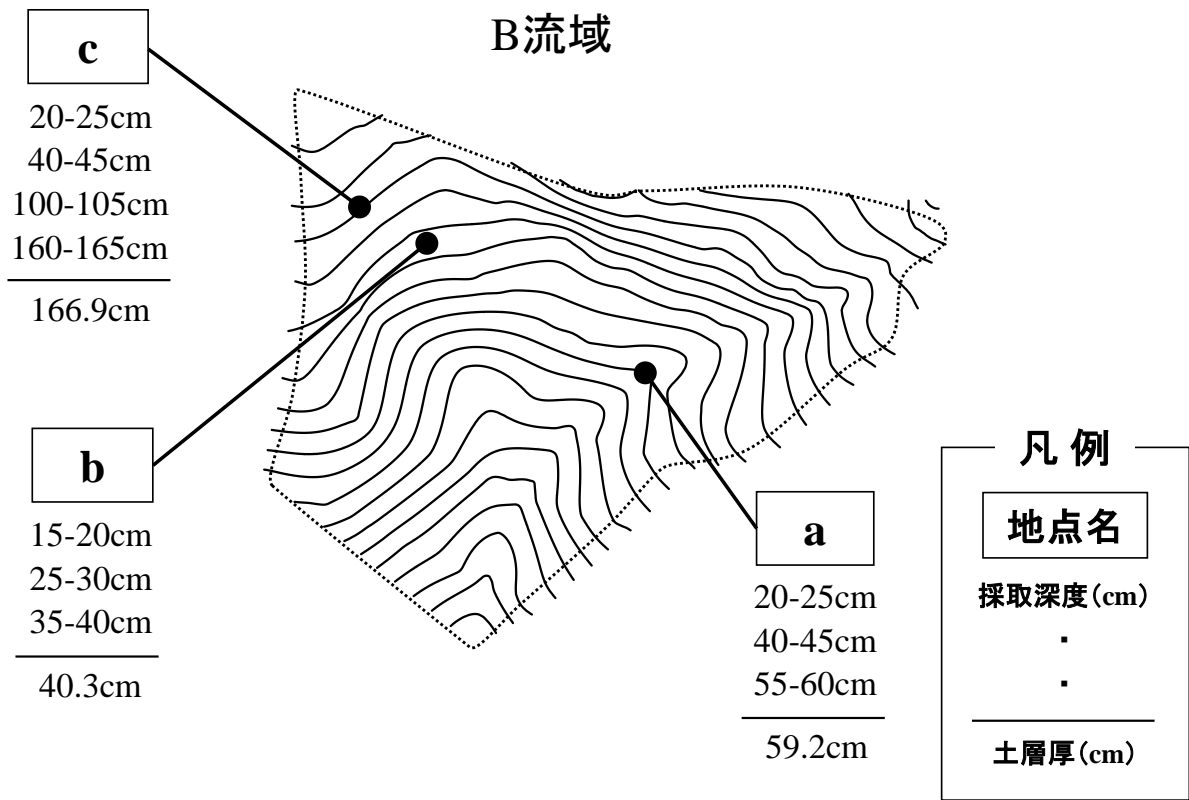 B流域
c
20-25cm
40-45cm
100-105cm
160-165cm
166.9cm
b
15-20cm
25-30cm
35-40cm
40.3cm
a
20-25cm
40-45cm
55-60cm
59.2cm
凡例
地点名
採取深度(cm)
・
・
土層厚(cm)